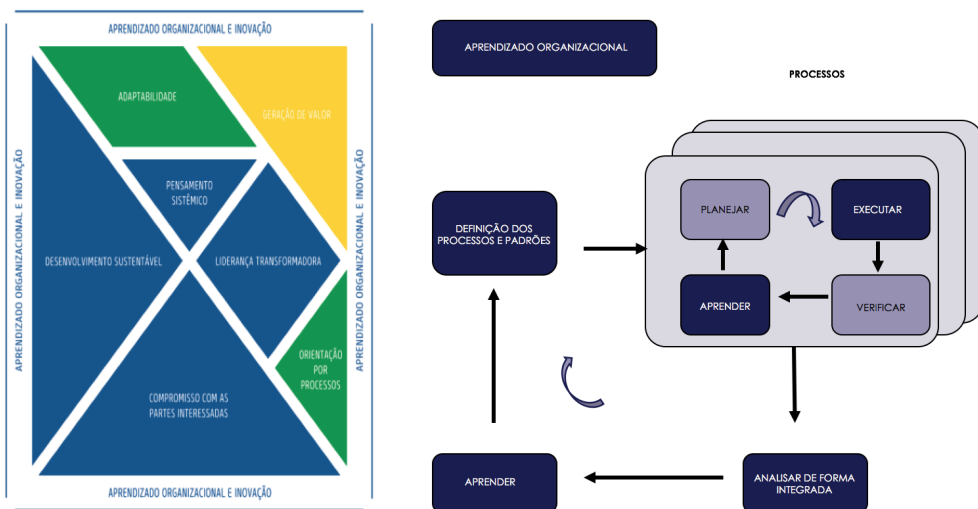 APRENDIZADO ORGANIZACIONAL E INOVAÇÃO
ADAPTABILIDADE
GERAÇÃO DE VALOR
PENSAMENTO
SISTÊMICO
APRENDIZADO ORGANIZACIONAL E INOVAÇÃO
DESENVOLVIMENTO SUSTENTÁVEL
LIDERANÇA TRANSFORMADORA
APRENDIZADO ORGANIZACIONAL E INOVAÇÃO
ORIENTAÇÃO
POR
PROCESSOS
COMPROMISSO COM AS
PARTES INTERESSADAS
APRENDIZADO ORGANIZACIONAL E INOVAÇÃO
APRENDIZADO ORGANIZACIONAL
PROCESSOS
DEFINIÇÃO DOS
PROCESSOS E PADRÕES
PLANEJAR
EXECUTAR
APRENDER
VERIFICAR
APRENDER
ANALISAR DE FORMA
INTEGRADA